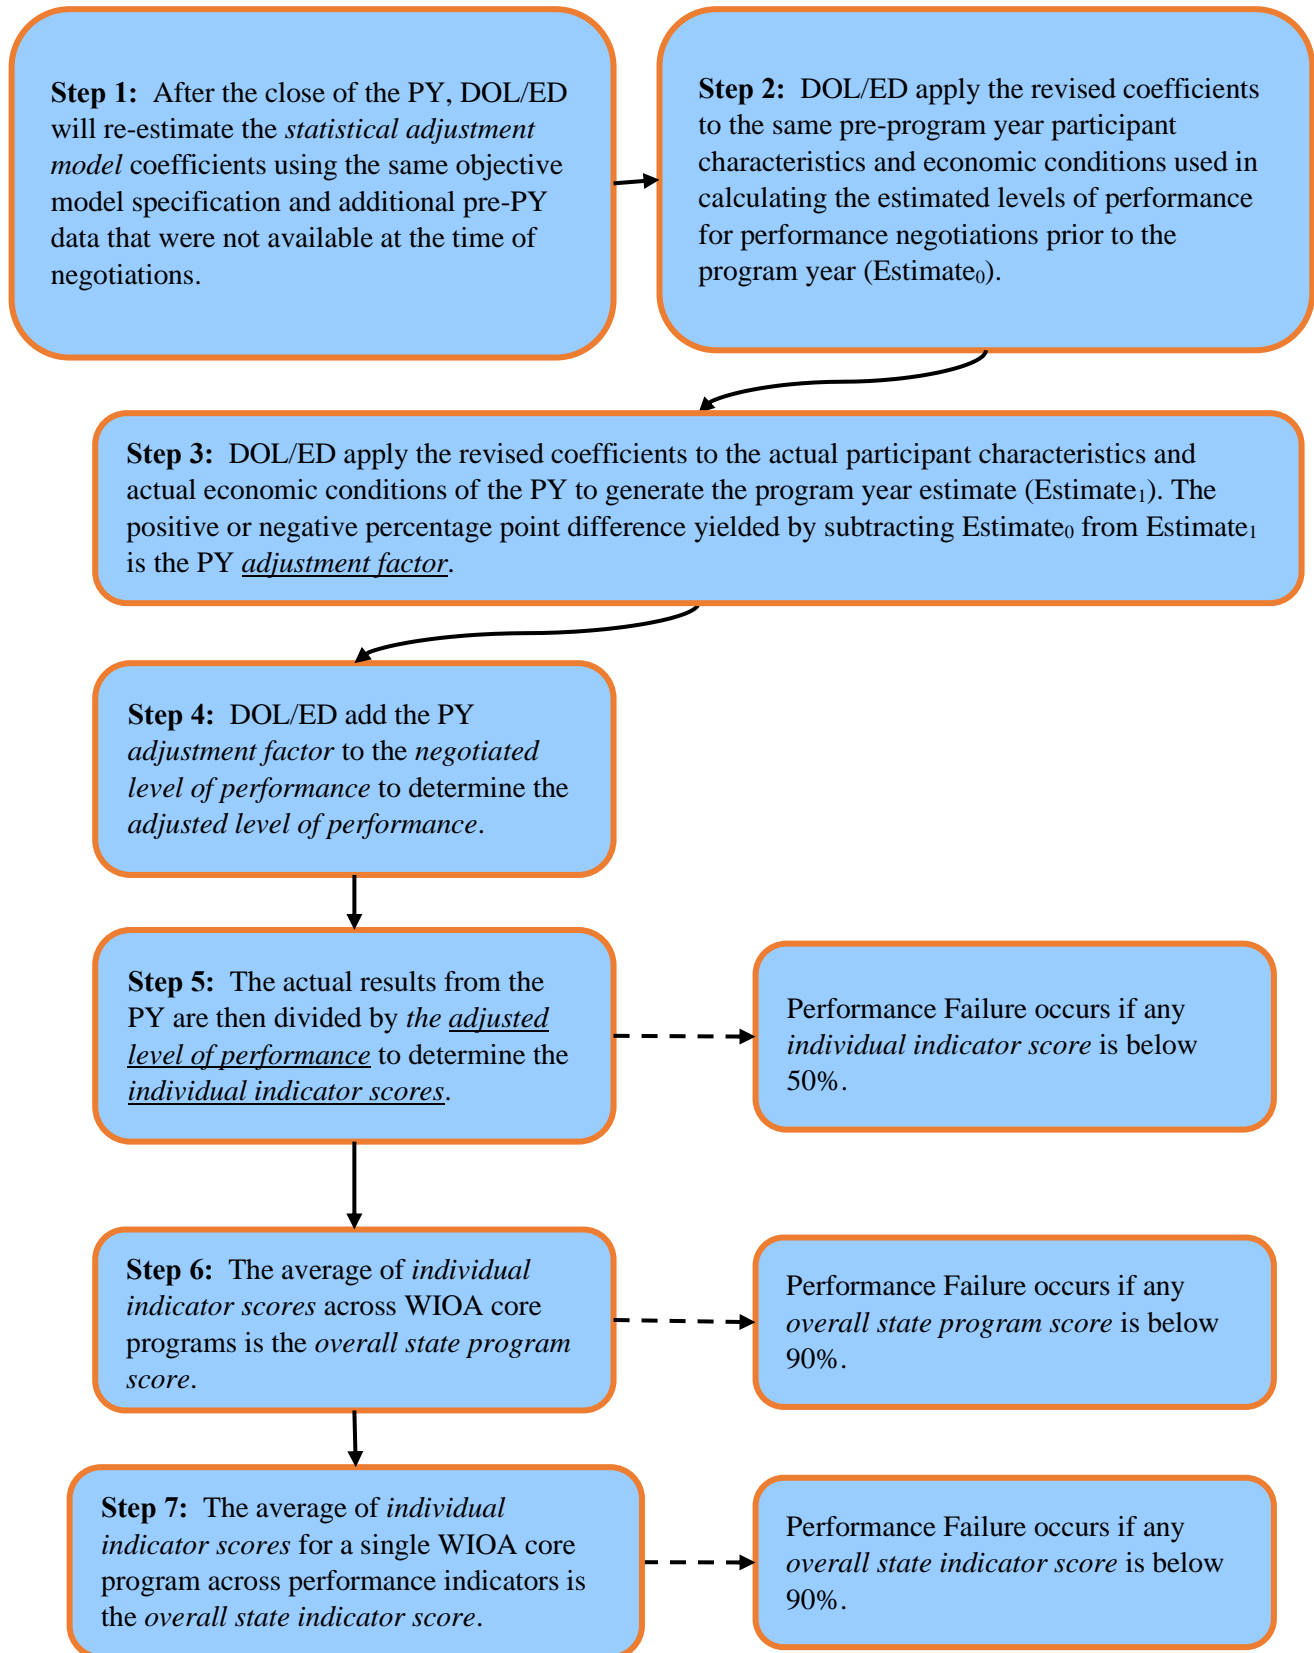 Step 1: After the close of the PY, DOL/ED
will re-estimate the statistical adjustment
model coefficients using the same objective
model specification and additional pre-PY
data that were not available at the time of
negotiations.
Step 2: DOL/ED apply the revised coefficients
to the same pre-program year participant
characteristics and economic conditions used in
calculating the estimated levels of performance
for performance negotiations prior to the
program year (Estimate₀).
Step 3: DOL/ED apply the revised coefficients to the actual participant characteristics and
actual economic conditions of the PY to generate the program year estimate (Estimate₁). The
positive or negative percentage point difference yielded by subtracting Estimate₀ from Estimate₁
is the PY adjustment factor.
Step 4: DOL/ED add the PY
adjustment factor to the negotiated
level of performance to determine the
adjusted level of performance.
Step 5: The actual results from the
PY are then divided by the adjusted
level of performance to determine the
individual indicator scores.
Performance Failure occurs if any
individual indicator score is below
50%.
Step 6: The average of individual
indicator scores across WIOA core
programs is the overall state program
score.
Performance Failure occurs if any
overall state program score is below
90%.
Step 7: The average of individual
indicator scores for a single WIOA core
program across performance indicators is
the overall state indicator score.
Performance Failure occurs if any
overall state indicator score is below
90%.